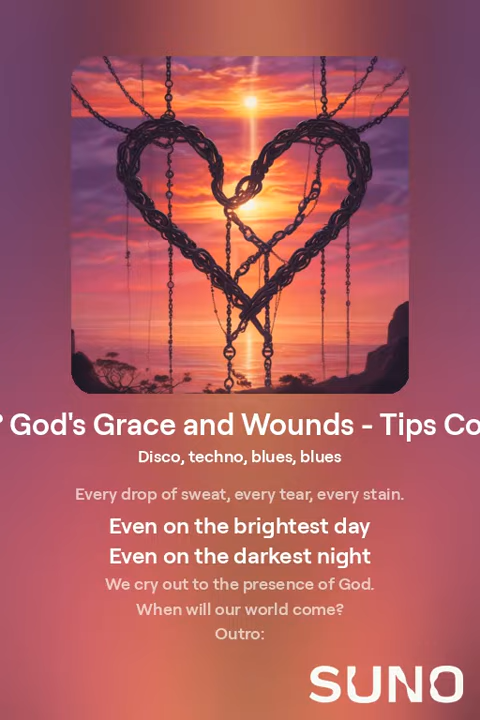 ? God's Grace and Wounds - Tips Co
Disco, techno, blues, blues
Every drop of sweat, every tear, every stain.
Even on the brightest day
Even on the darkest night
We cry out to the presence of God.
When will our world come?
Outro:
SUNO